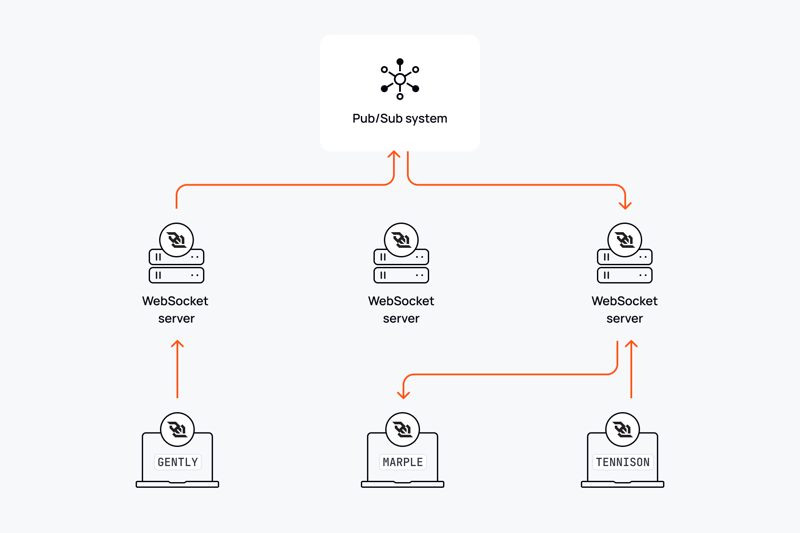 Pub/Sub system
WebSocket
server
WebSocket
server
WebSocket
server
GENTLY
MARPLE
TENNISON